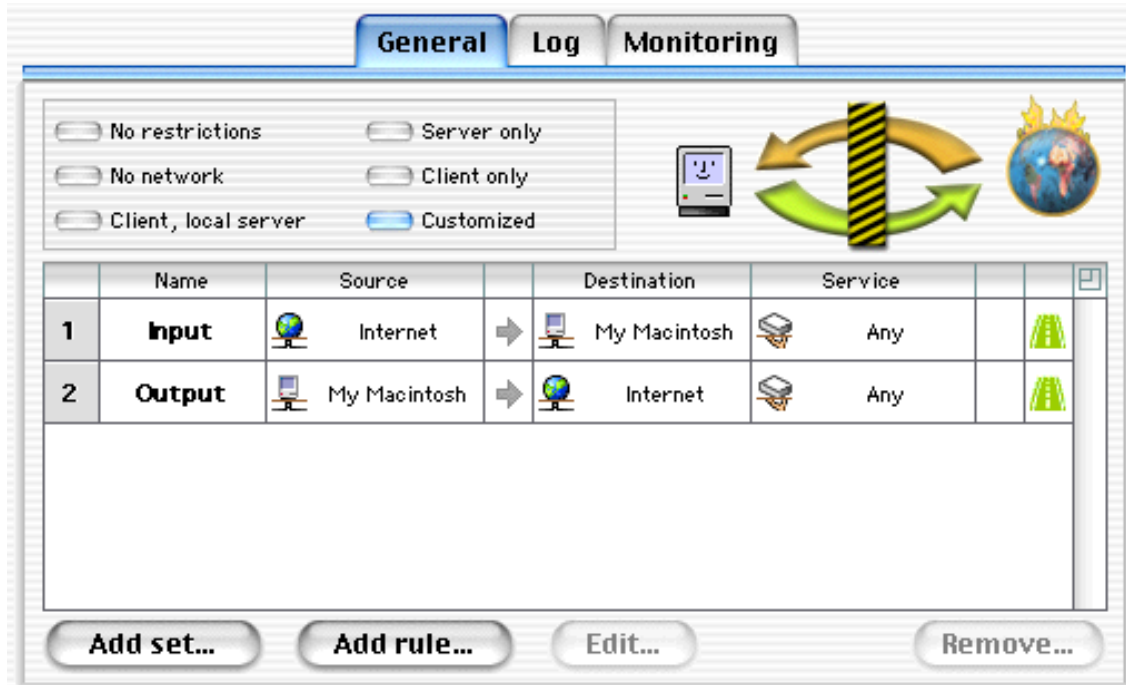 General Log Monitoring
No restrictions Server only
No network Client only
Client, local server Customized
Name Source Destination Service
1 Input Internet My Macintosh Any
2 Output My Macintosh Internet Any
Add set... Add rule... Edit... Remove...